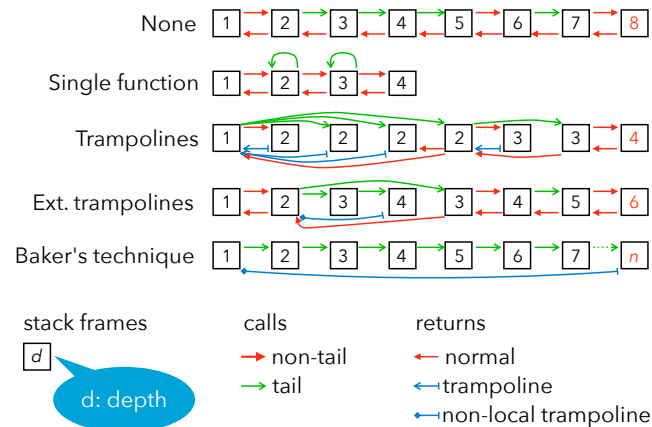 None 1 2 3 4 5 6 7 8
Single function 1 2 3 4
Trampolines 1 2 2 2 2 3 3 4
Ext. trampolines 1 2 3 4 3 4 5 6
Baker's technique 1 2 3 4 5 6 7 n
stack frames calls returns
d non-tail normal
tail trampoline
d: depth non-local trampoline